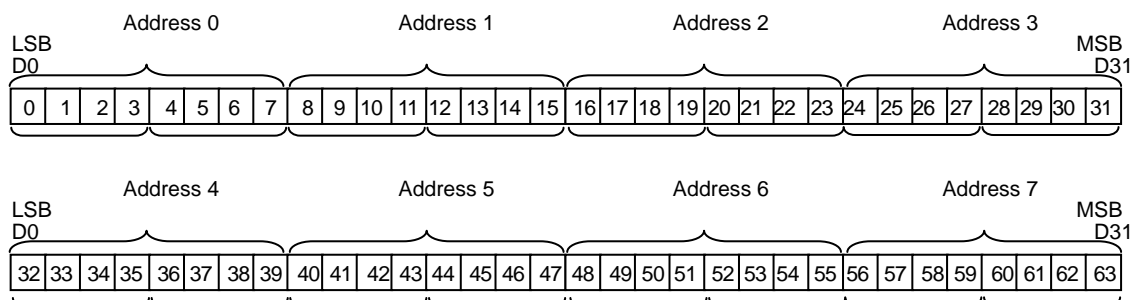 Address 0 Address 1 Address 2 Address 3
LSB MSB
D0 D31
0 1 2 3 4 5 6 7 8 9 10 11 12 13 14 15 16 17 18 19 20 21 22 23 24 25 26 27 28 29 30 31
Address 4 Address 5 Address 6 Address 7
LSB MSB
D0 D31
32 33 34 35 36 37 38 39 40 41 42 43 44 45 46 47 48 49 50 51 52 53 54 55 56 57 58 59 60 61 62 63